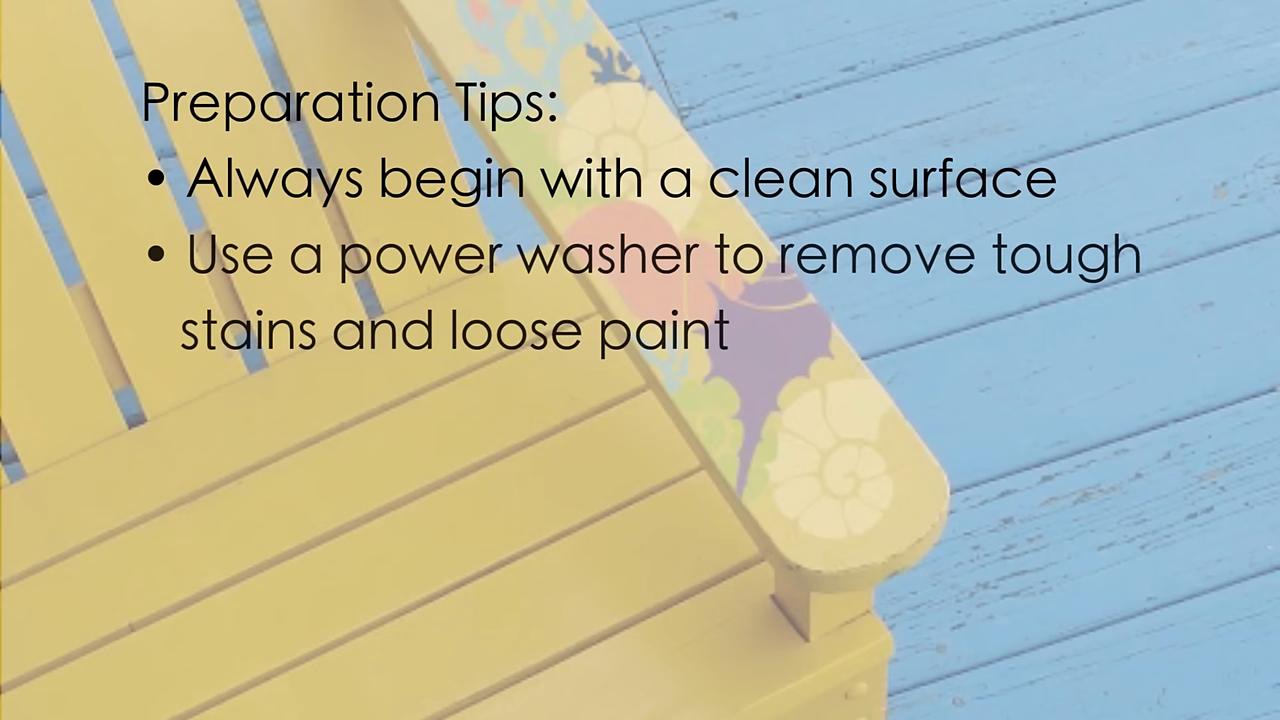 Preparation Tips:
• Always begin with a clean surface
• Use a power washer to remove tough
stains and loose paint